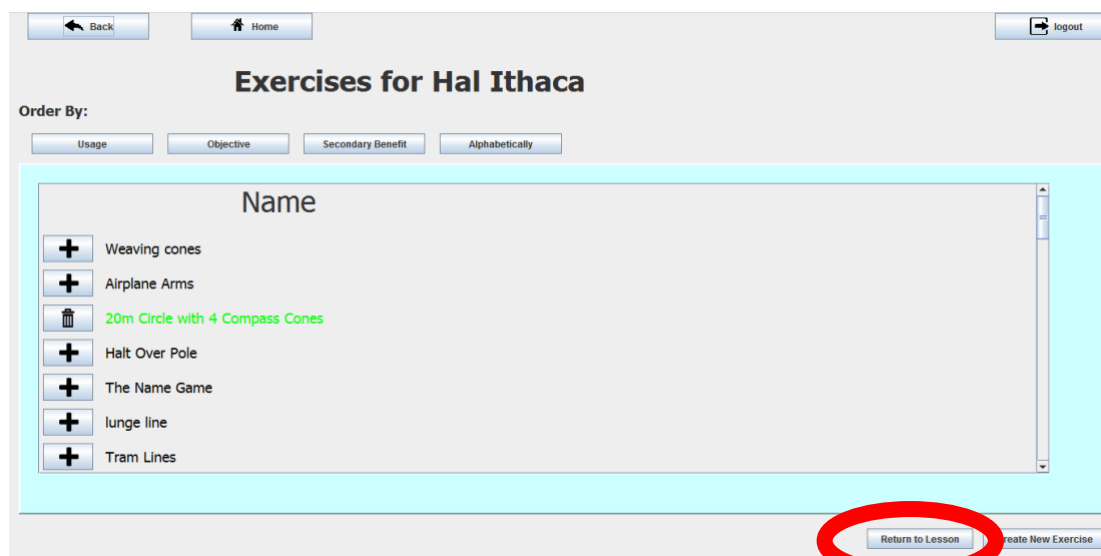 Back Home logout
Exercises for Hal Ithaca
Order By:
Usage Objective Secondary Benefit Alphabetically
Name
Weaving cones
Airplane Arms
20m Circle with 4 Compass Cones
Halt Over Pole
The Name Game
lunge line
Tram Lines
Return to Lesson reate New Exercise